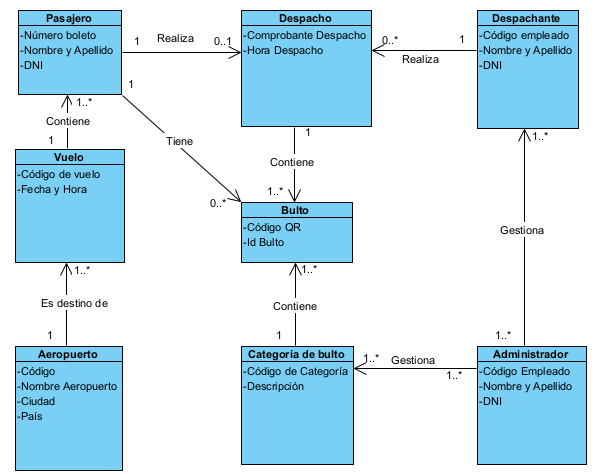 Pasajero
-Número boleto
-Nombre y Apellido
-DNI
1
Realiza
0..1
Despacho
-Comprobante Despacho
-Hora Despacho
0..*
Realiza
1
Despachante
-Código empleado
-Nombre y Apellido
-DNI
1..*
Contiene
1
1
Tiene
0..*
1
Contiene
1..*
1..*
Gestiona
1..*
Vuelo
-Código de vuelo
-Fecha y Hora
Bulto
-Código QR
-Id Bulto
1..*
Es destino de
1
1..*
Contiene
1
Aeropuerto
-Código
-Nombre Aeropuerto
-Ciudad
-País
Categoría de bulto
-Código de Categoría
-Descripción
1..*
Gestiona
1..*
Administrador
-Código Empleado
-Nombre y Apellido
-DNI